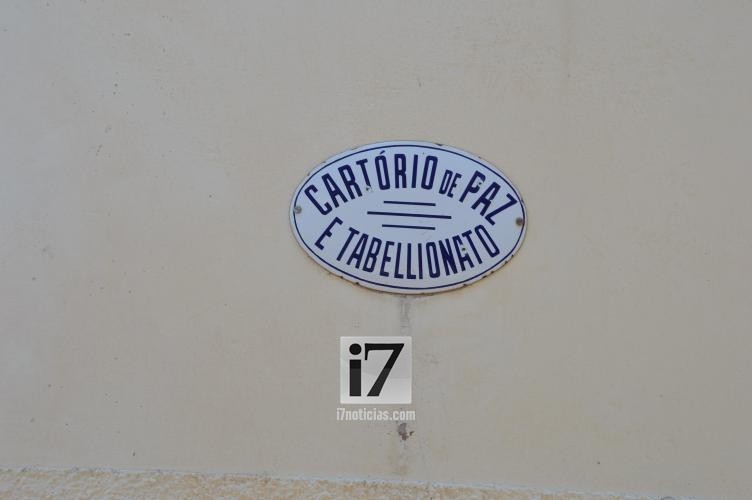 CARTÓRIO DE PAZ
E TABELLIONATO
i7
i7noticias.com